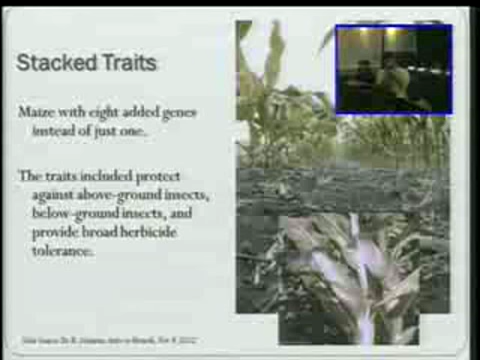 Stacked Traits
Maize with eight added genes
instead of just one.
The traits included protect
against above-ground insects,
below-ground insects, and
provide broad herbicide
tolerance.